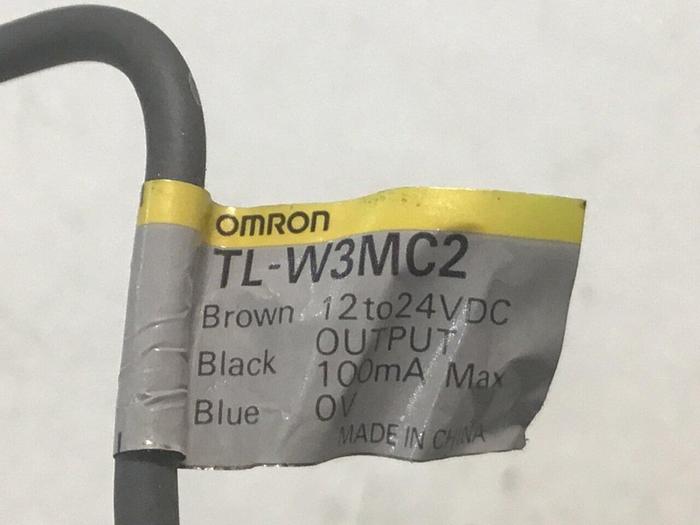 OMRON
TL-W3MC2
Brown 12to24VDC
OUTPUT
Black 100mA Max
Blue 0V
MADE IN CHINA